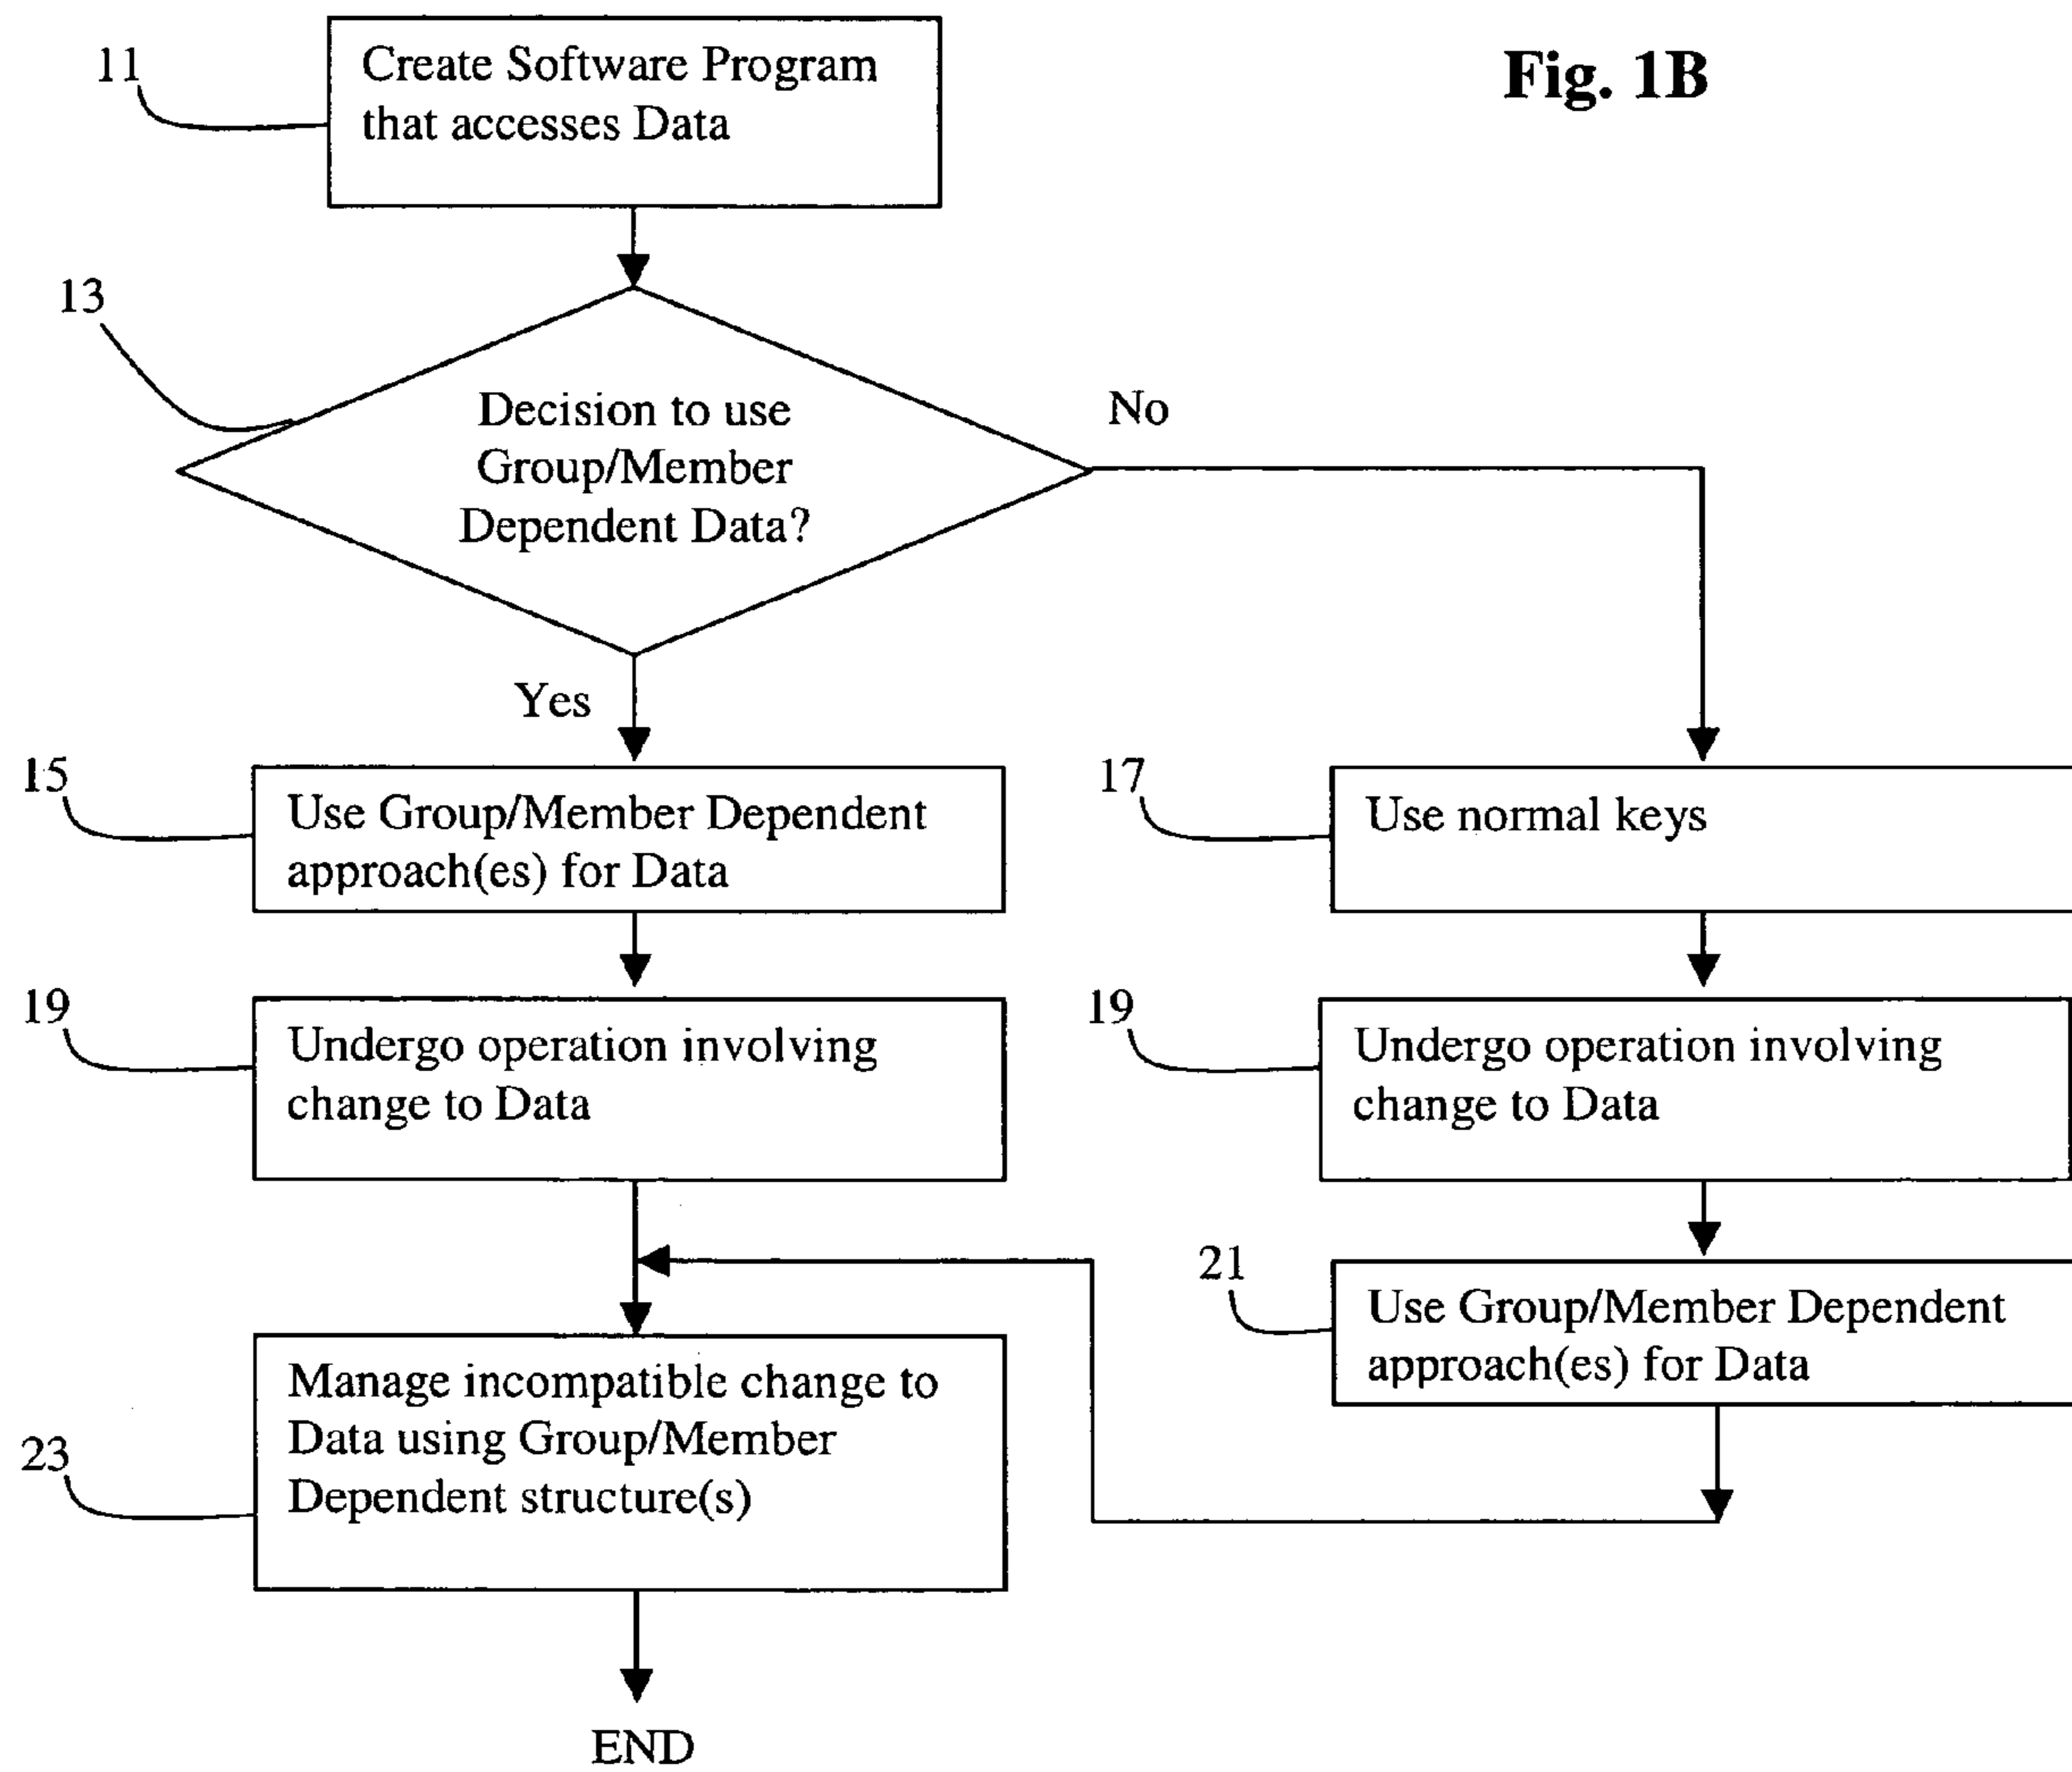 Fig. 1B
11
Create Software Program
that accesses Data
13
Decision to use
Group/Member
Dependent Data?
No
Yes
15
Use Group/Member Dependent
approach(es) for Data
17
Use normal keys
19
Undergo operation involving
change to Data
19
Undergo operation involving
change to Data
21
Use Group/Member Dependent
approach(es) for Data
23
Manage incompatible change to
Data using Group/Member
Dependent structure(s)
END